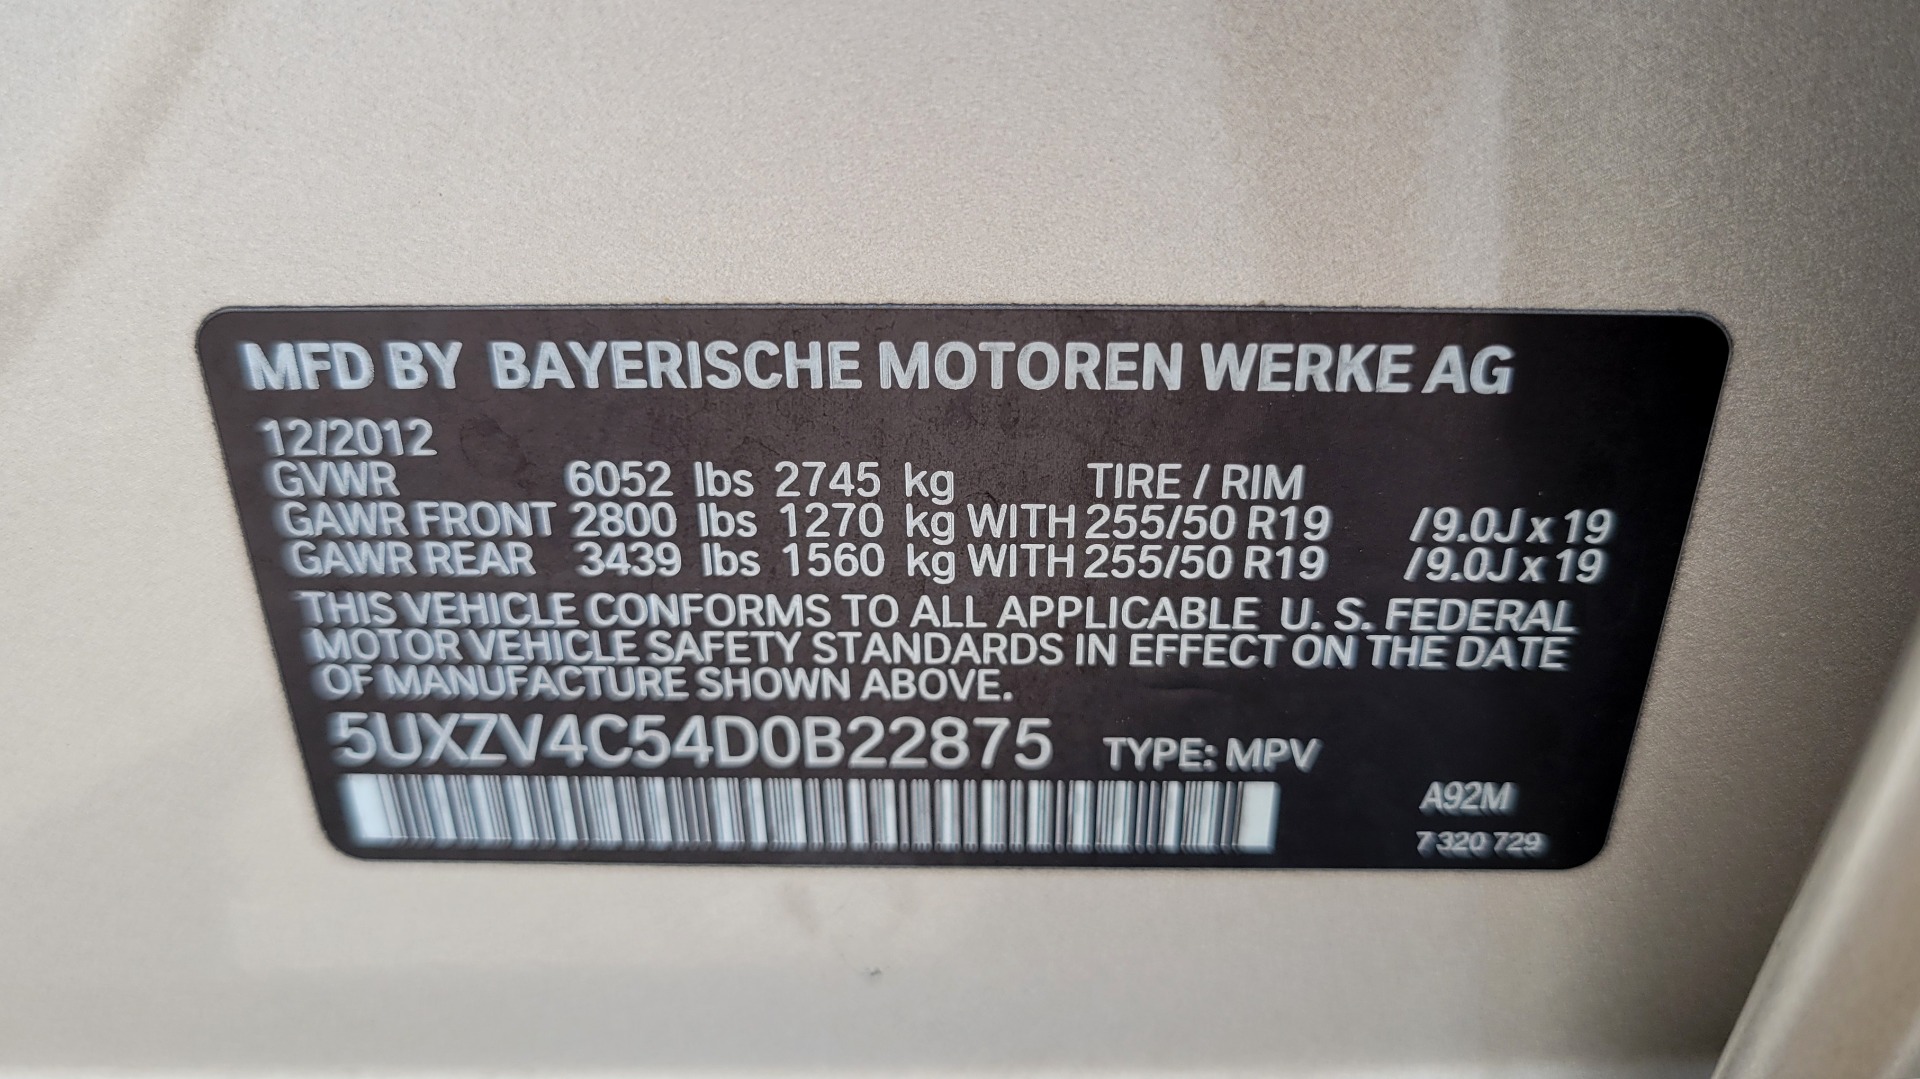 MFD BY BAYERISCHE MOTOREN WERKE AG
12/2012
GVWR 6052 lbs 2745 kg TIRE / RIM
GAWR FRONT 2800 lbs 1270 kg WITH 255/50 R19 /9.0J x 19
GAWR REAR 3439 lbs 1560 kg WITH 255/50 R19 /9.0J x 19
THIS VEHICLE CONFORMS TO ALL APPLICABLE U. S. FEDERAL
MOTOR VEHICLE SAFETY STANDARDS IN EFFECT ON THE DATE
OF MANUFACTURE SHOWN ABOVE.
5UXZV4C54D0B22875 TYPE: MPV
A92M
7 320 729